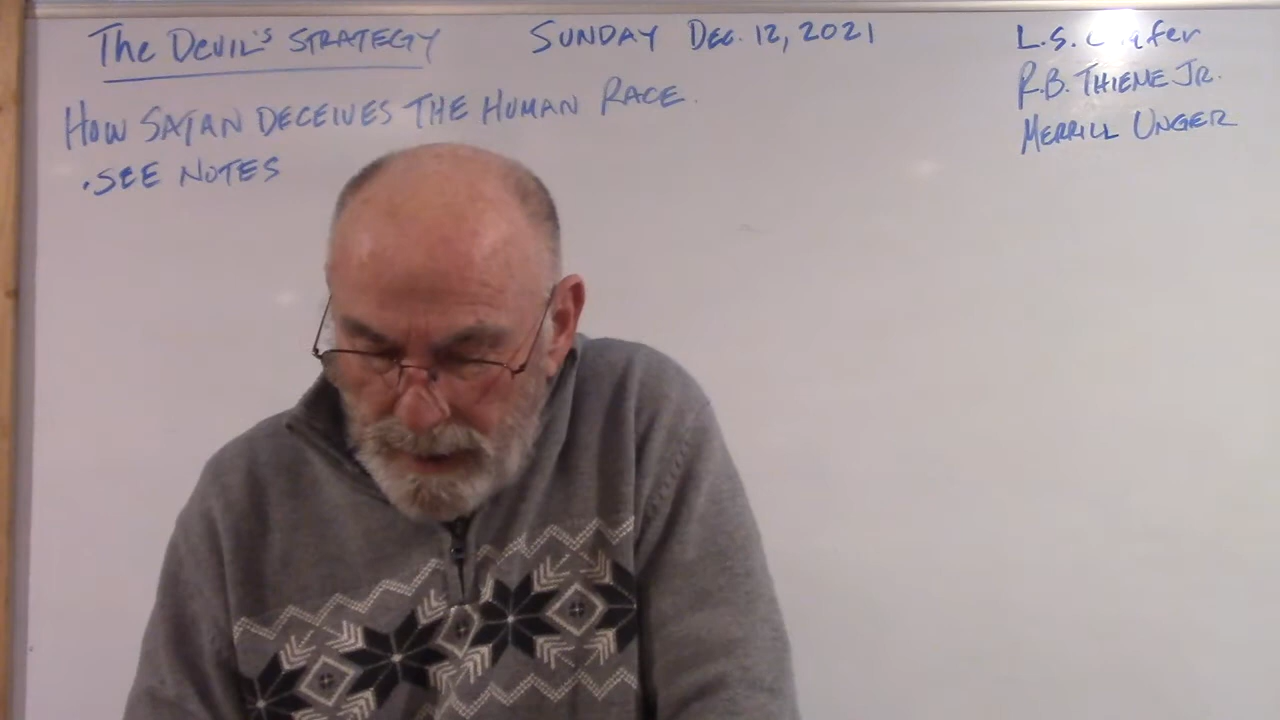 The Devil's Strategy
Sunday Dec. 12, 2021
How Satan Deceives the Human Race.
• See Notes
L.S.
R.B. Thieme Jr.
Merrill Unger